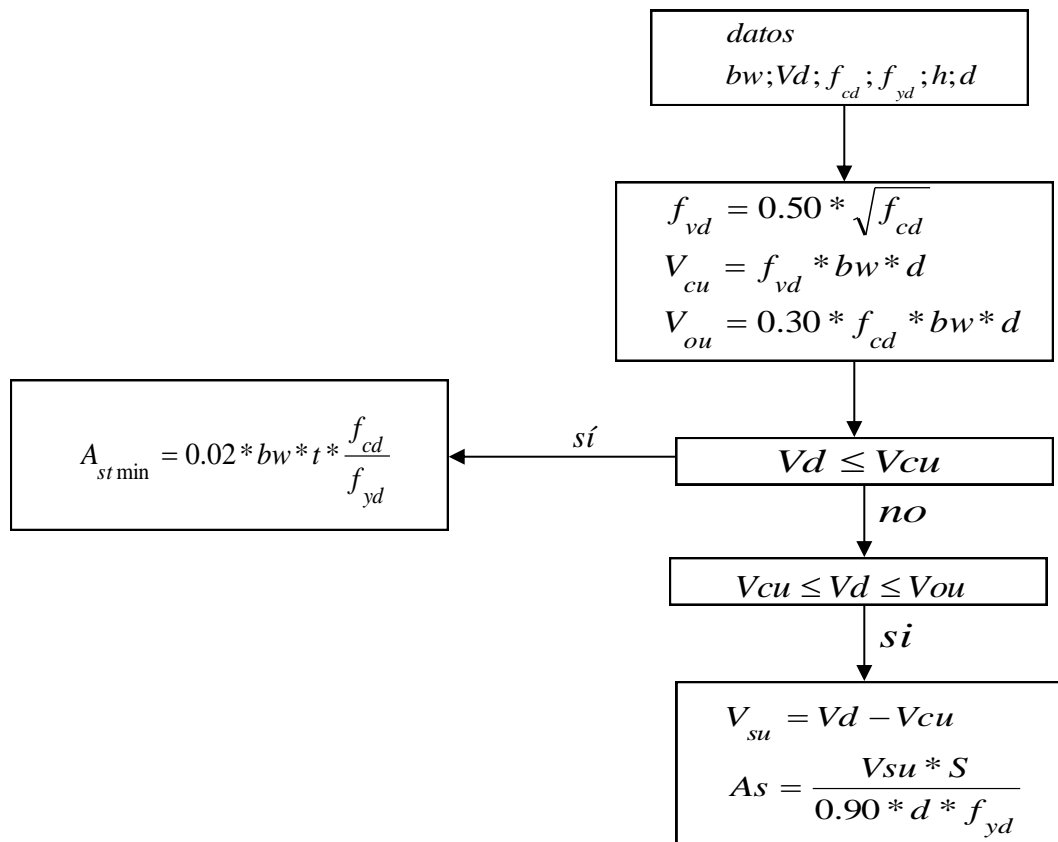 datos
bw;Vd;f_cd;f_yd;h;d
f_vd = 0.50*√f_cd
V_cu = f_vd*bw*d
V_ou = 0.30*f_cd*bw*d
A_st min = 0.02*bw*t*f_cd/f_yd
sí
Vd ≤ Vcu
no
Vcu ≤ Vd ≤ Vou
si
V_su = Vd − Vcu
As = Vsu*S/0.90*d*f_yd